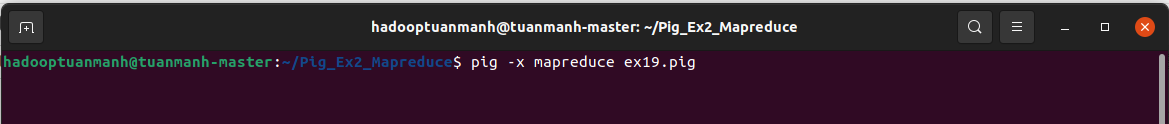 hadooptuanmanh@tuanmanh-master: ~/Pig_Ex2_Mapreduce
hadooptuanmanh@tuanmanh-master:~/Pig_Ex2_Mapreduce$ pig -x mapreduce ex19.pig